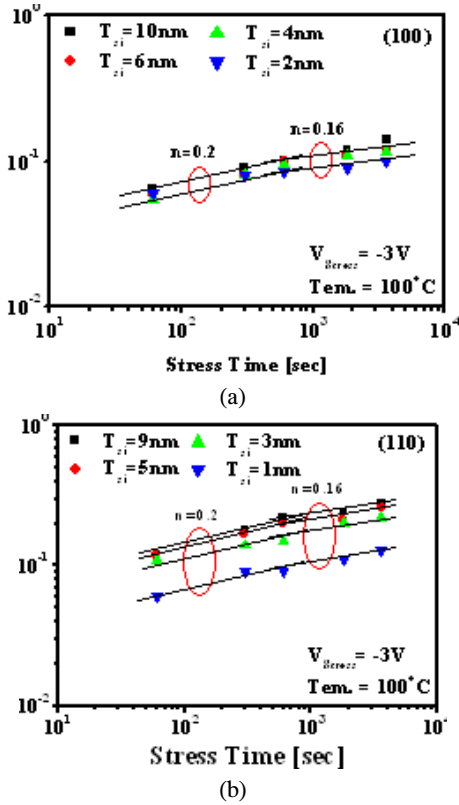 10⁰
T_si=10nm T_si=4nm (100)
T_si=6nm T_si=2nm
n=0.2 n=0.16
10⁻¹
V_Stress= -3V
Tem. = 100°C
10⁻²
10¹ 10² 10³ 10⁴
Stress Time [sec]
(a)
10⁰
T_si=9nm T_si=3nm (110)
T_si=5nm T_si=1nm
n=0.2 n=0.16
10⁻¹
V_Stress= -3V
Tem. = 100°C
10⁻²
10¹ 10² 10³ 10⁴
Stress Time [sec]
(b)